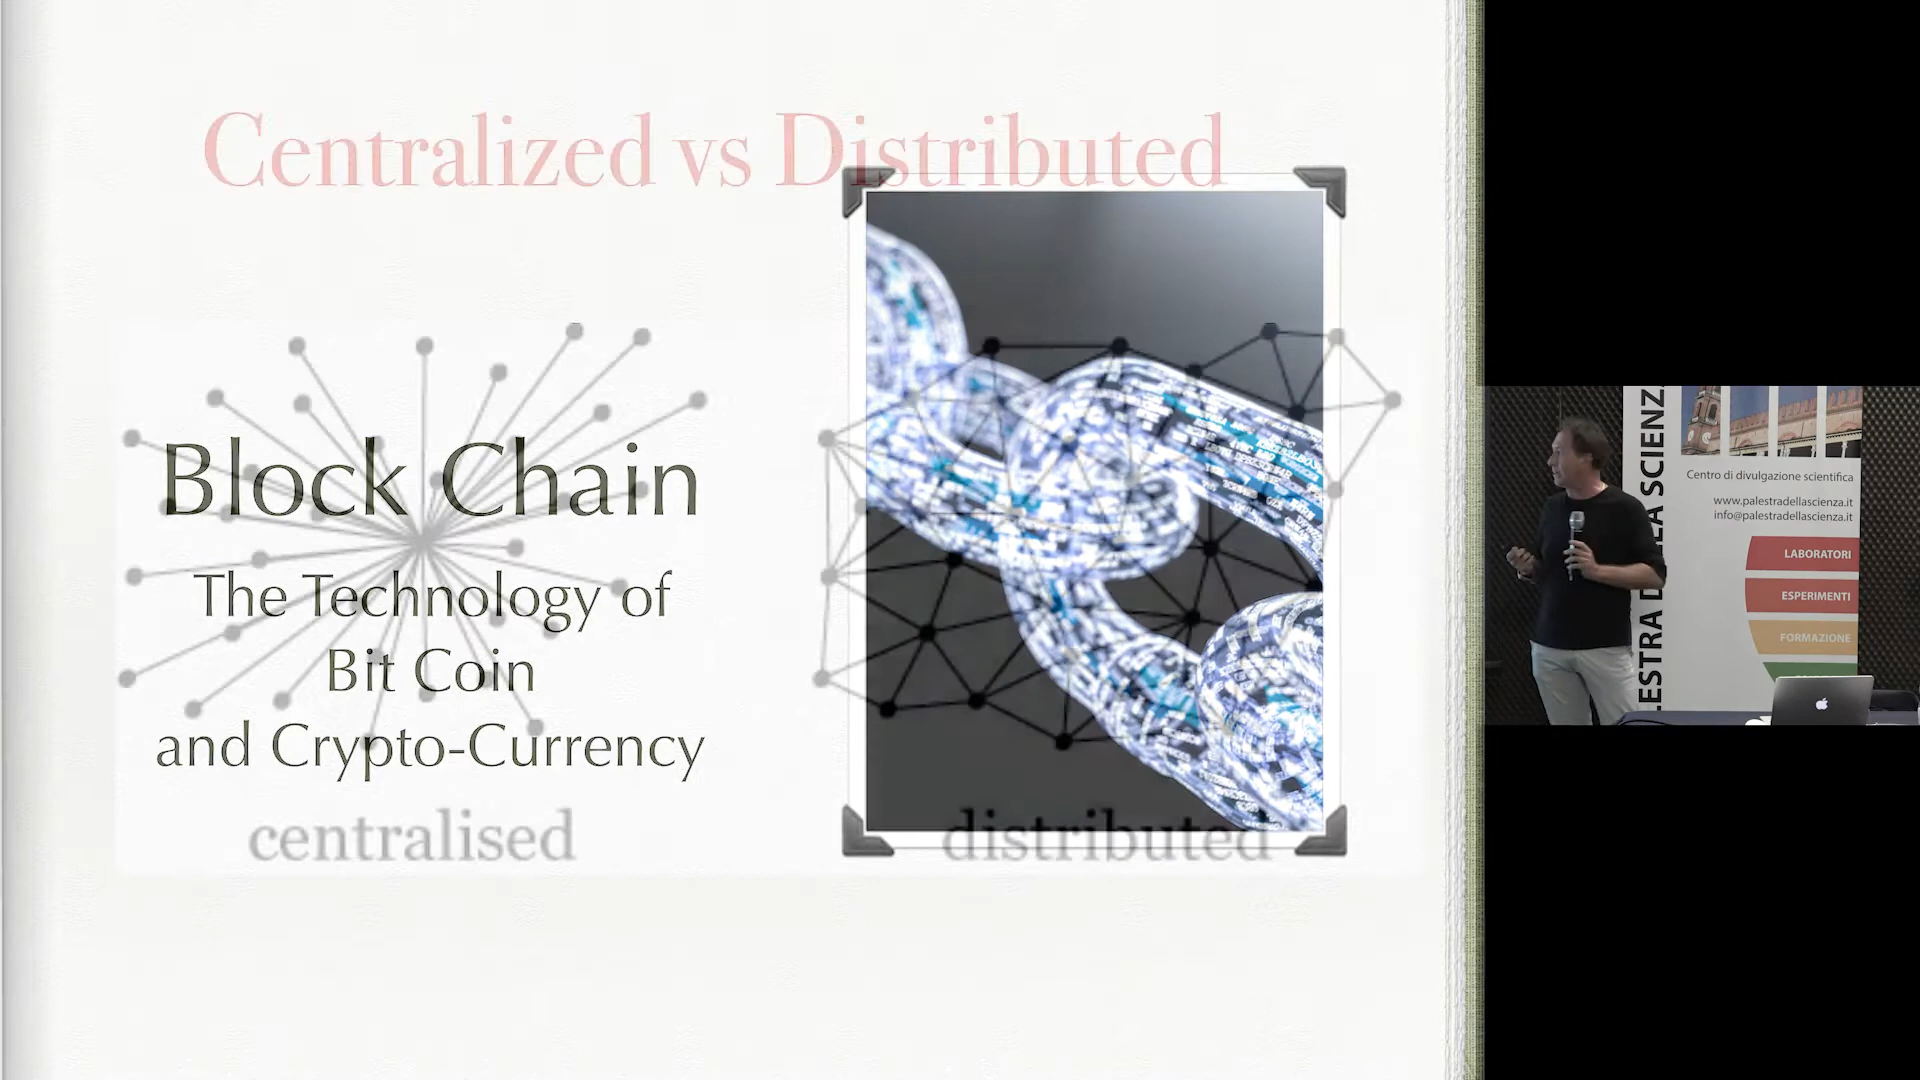 Centralized vs Distributed
Block Chain
The Technology of
Bit Coin
and Crypto-Currency
centralised
distributed
Centro di divulgazione scientifica
www.palestradellascienza.it
info@palestradellascienza.it
LABORATORI
ESPERIMENTI
FORMAZIONE